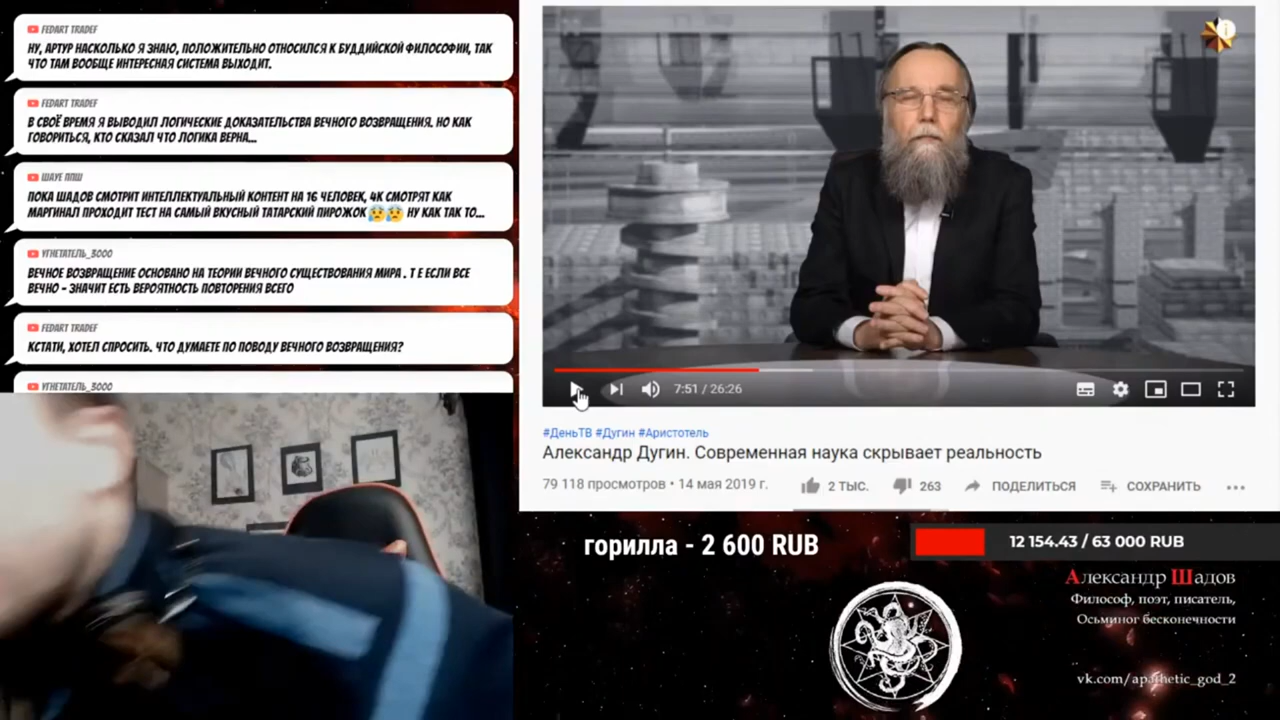 FEDART TRADEF
НУ, АРТУР НАСКОЛЬКО Я ЗНАЮ, ПОЛОЖИТЕЛЬНО ОТНОСИЛСЯ К БУДДИЙСКОЙ ФИЛОСОФИИ, ТАК
ЧТО ТАМ ВООБЩЕ ИНТЕРЕСНАЯ СИСТЕМА ВЫХОДИТ.
FEDART TRADEF
В СВОЁ ВРЕМЯ Я ВЫВОДИЛ ЛОГИЧЕСКИЕ ДОКАЗАТЕЛЬСТВА ВЕЧНОГО ВОЗВРАЩЕНИЯ. НО КАК
ГОВОРИТЬСЯ, КТО СКАЗАЛ ЧТО ЛОГИКА ВЕРНА...
ШАУЕ ППШ
ПОКА ШАДОВ СМОТРИТ ИНТЕЛЛЕКТУАЛЬНЫЙ КОНТЕНТ НА 16 ЧЕЛОВЕК, 4К СМОТРЯТ КАК
МАРГИНАЛ ПРОХОДИТ ТЕСТ НА САМЫЙ ВКУСНЫЙ ТАТАРСКИЙ ПИРОЖОК😰😰 НУ КАК ТАК ТО...
УГНЕТАТЕЛЬ_3000
ВЕЧНОЕ ВОЗВРАЩЕНИЕ ОСНОВАНО НА ТЕОРИИ ВЕЧНОГО СУЩЕСТВОВАНИЯ МИРА . Т Е ЕСЛИ ВСЕ
ВЕЧНО - ЗНАЧИТ ЕСТЬ ВЕРОЯТНОСТЬ ПОВТОРЕНИЯ ВСЕГО
FEDART TRADEF
КСТАТИ, ХОТЕЛ СПРОСИТЬ. ЧТО ДУМАЕТЕ ПО ПОВОДУ ВЕЧНОГО ВОЗВРАЩЕНИЯ?
УГНЕТАТЕЛЬ_3000
7:51 / 26:26
#ДеньТВ #Дугин #Аристотель
Александр Дугин. Современная наука скрывает реальность
79 118 просмотров • 14 мая 2019 г.
2 ТЫС.
263
ПОДЕЛИТЬСЯ
СОХРАНИТЬ
горилла - 2 600 RUB
12 154.43 / 63 000 RUB
Александр Шадов
Философ, поэт, писатель,
Осьминог бесконечности
vk.com/apathetic_god_2